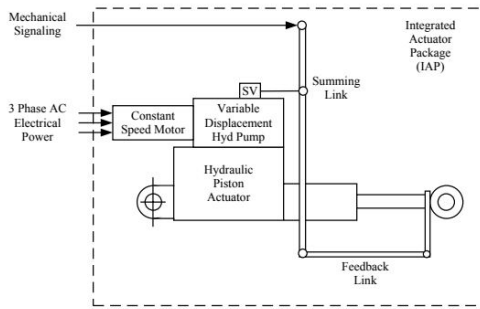 Mechanical
Signaling
Integrated
Actuator
Package
(IAP)
SV
Summing
Link
3 Phase AC
Electrical
Power
Constant
Speed Motor
Variable
Displacement
Hyd Pump
Hydraulic
Piston
Actuator
Feedback
Link